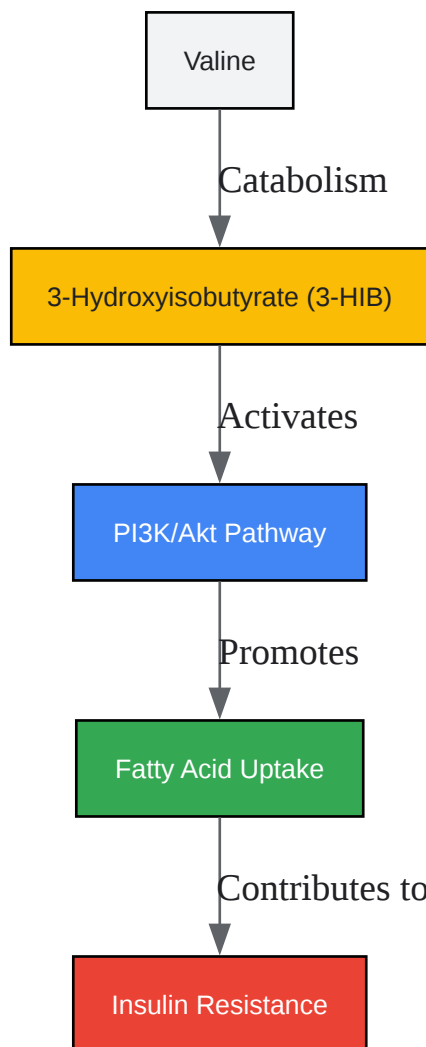 Valine
Catabolism
3-Hydroxyisobutyrate (3-HIB)
Activates
PI3K/Akt Pathway
Promotes
Fatty Acid Uptake
Contributes to
Insulin Resistance